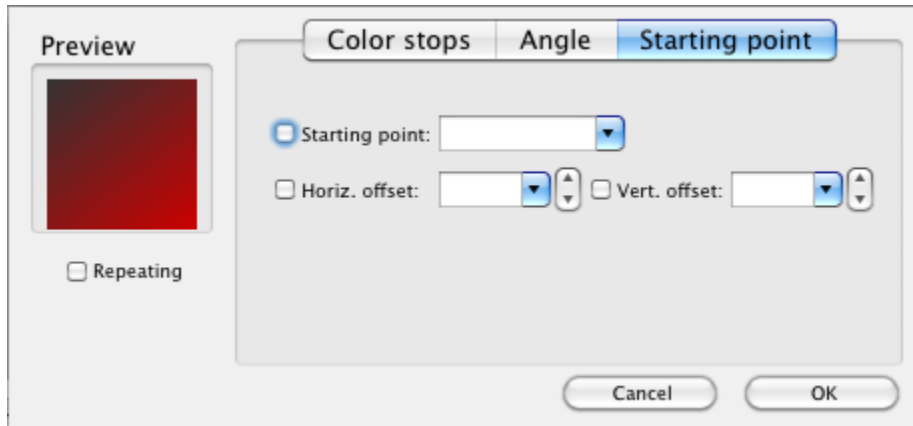 Preview
Color stops Angle Starting point
Starting point:
Horiz. offset: Vert. offset:
Repeating
Cancel OK